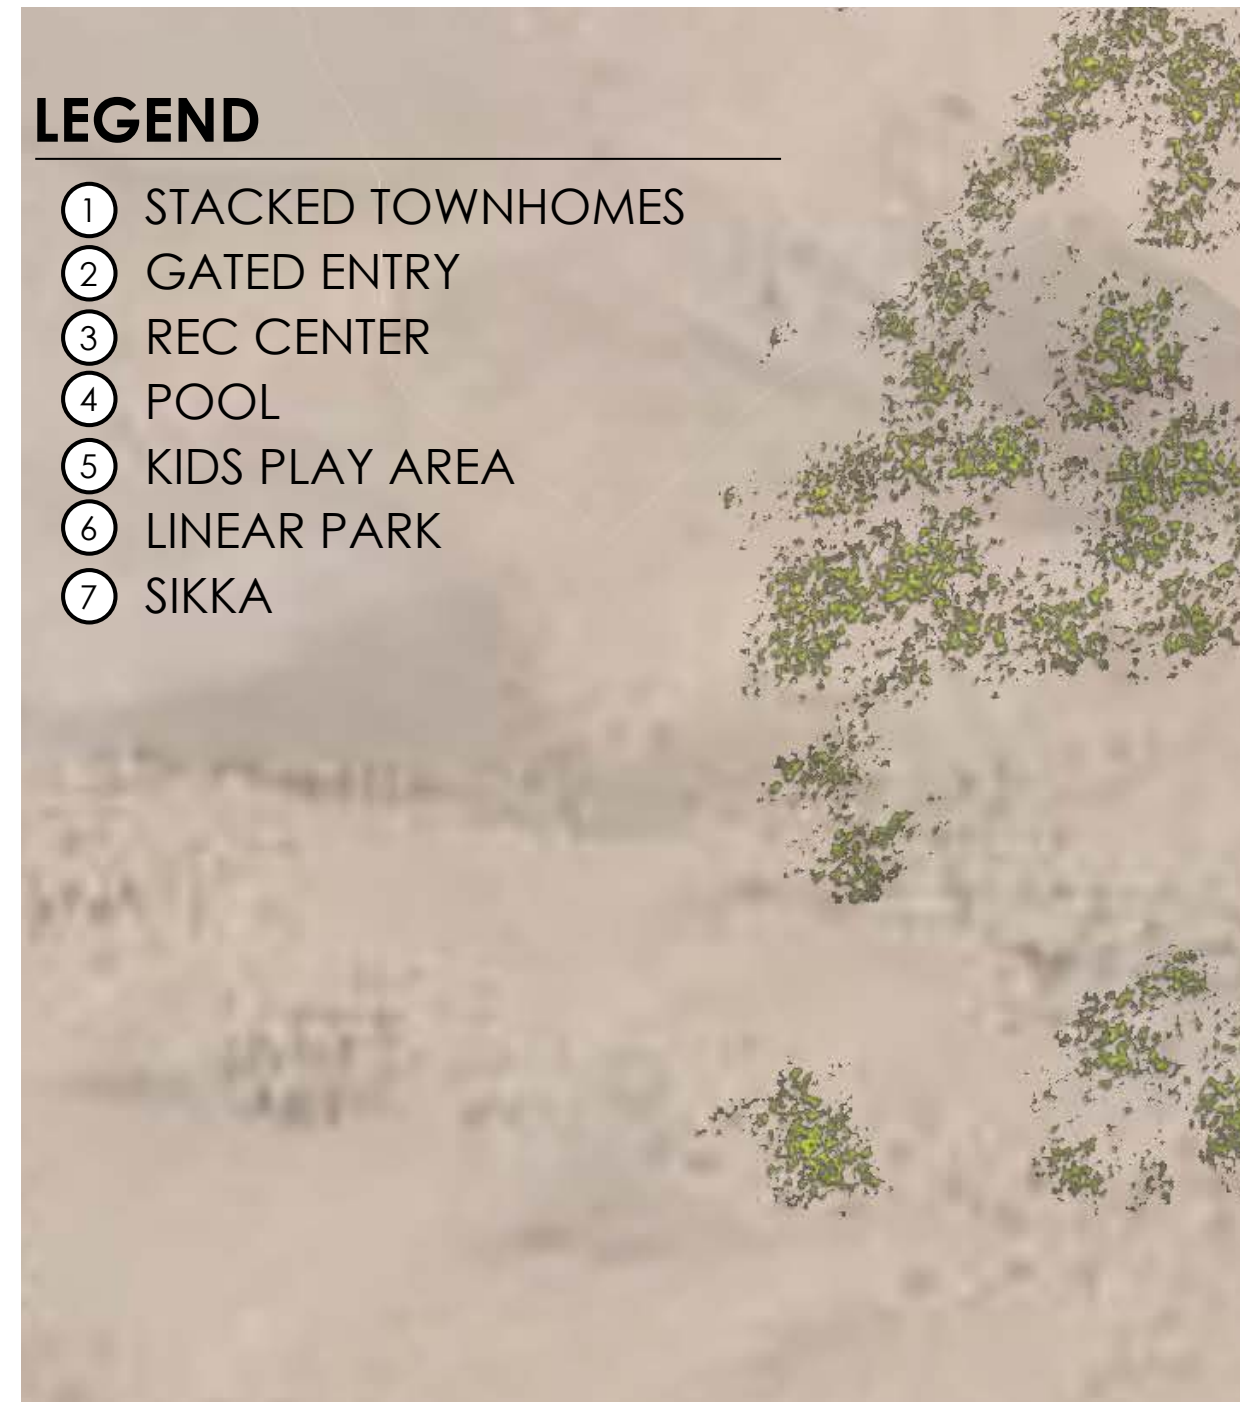 LEGEND
1 STACKED TOWNHOMES
2 GATED ENTRY
3 REC CENTER
4 POOL
5 KIDS PLAY AREA
6 LINEAR PARK
7 SIKKA